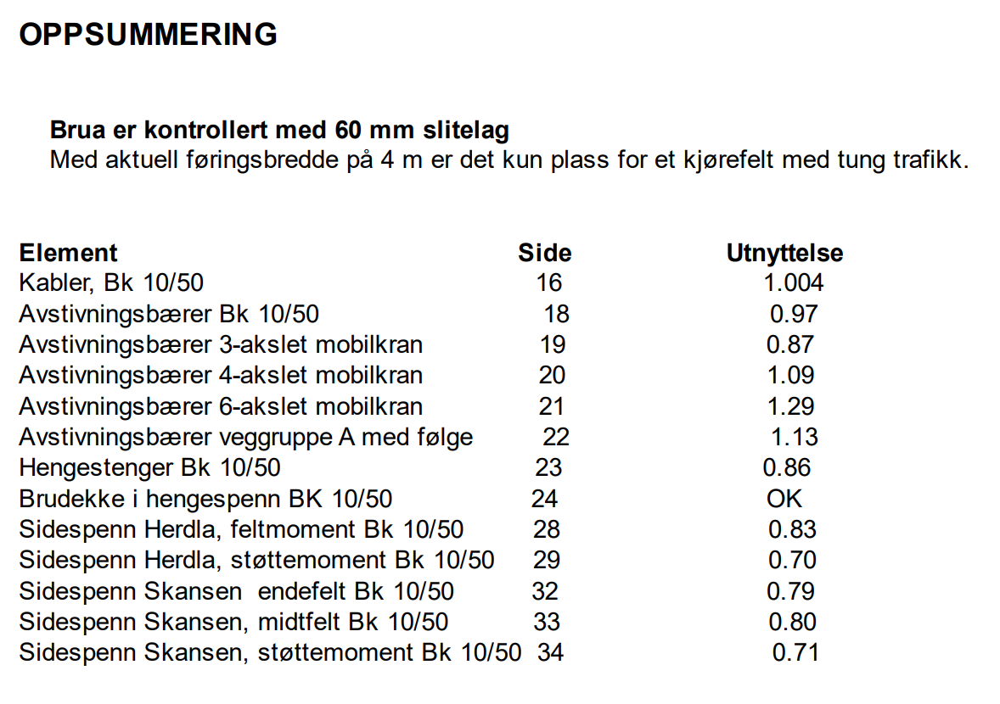 OPPSUMMERING
Brua er kontrollert med 60 mm slitelag
Med aktuell føringsbredde på 4 m er det kun plass for et kjørefelt med tung trafikk.
Element Side Utnyttelse
Kabler, Bk 10/50 16 1.004
Avstivningsbærer Bk 10/50 18 0.97
Avstivningsbærer 3-akslet mobilkran 19 0.87
Avstivningsbærer 4-akslet mobilkran 20 1.09
Avstivningsbærer 6-akslet mobilkran 21 1.29
Avstivningsbærer veggruppe A med følge 22 1.13
Hengestenger Bk 10/50 23 0.86
Brudekke i hengespenn BK 10/50 24 OK
Sidespenn Herdla, feltmoment Bk 10/50 28 0.83
Sidespenn Herdla, støttemoment Bk 10/50 29 0.70
Sidespenn Skansen  endefelt Bk 10/50 32 0.79
Sidespenn Skansen, midtfelt Bk 10/50 33 0.80
Sidespenn Skansen, støttemoment Bk 10/50 34 0.71